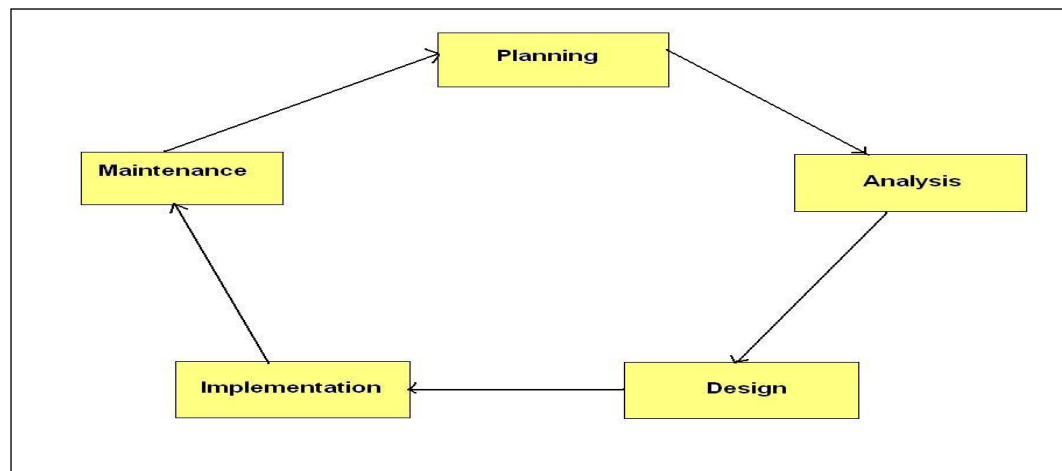 Planning
Analysis
Design
Implementation
Maintenance